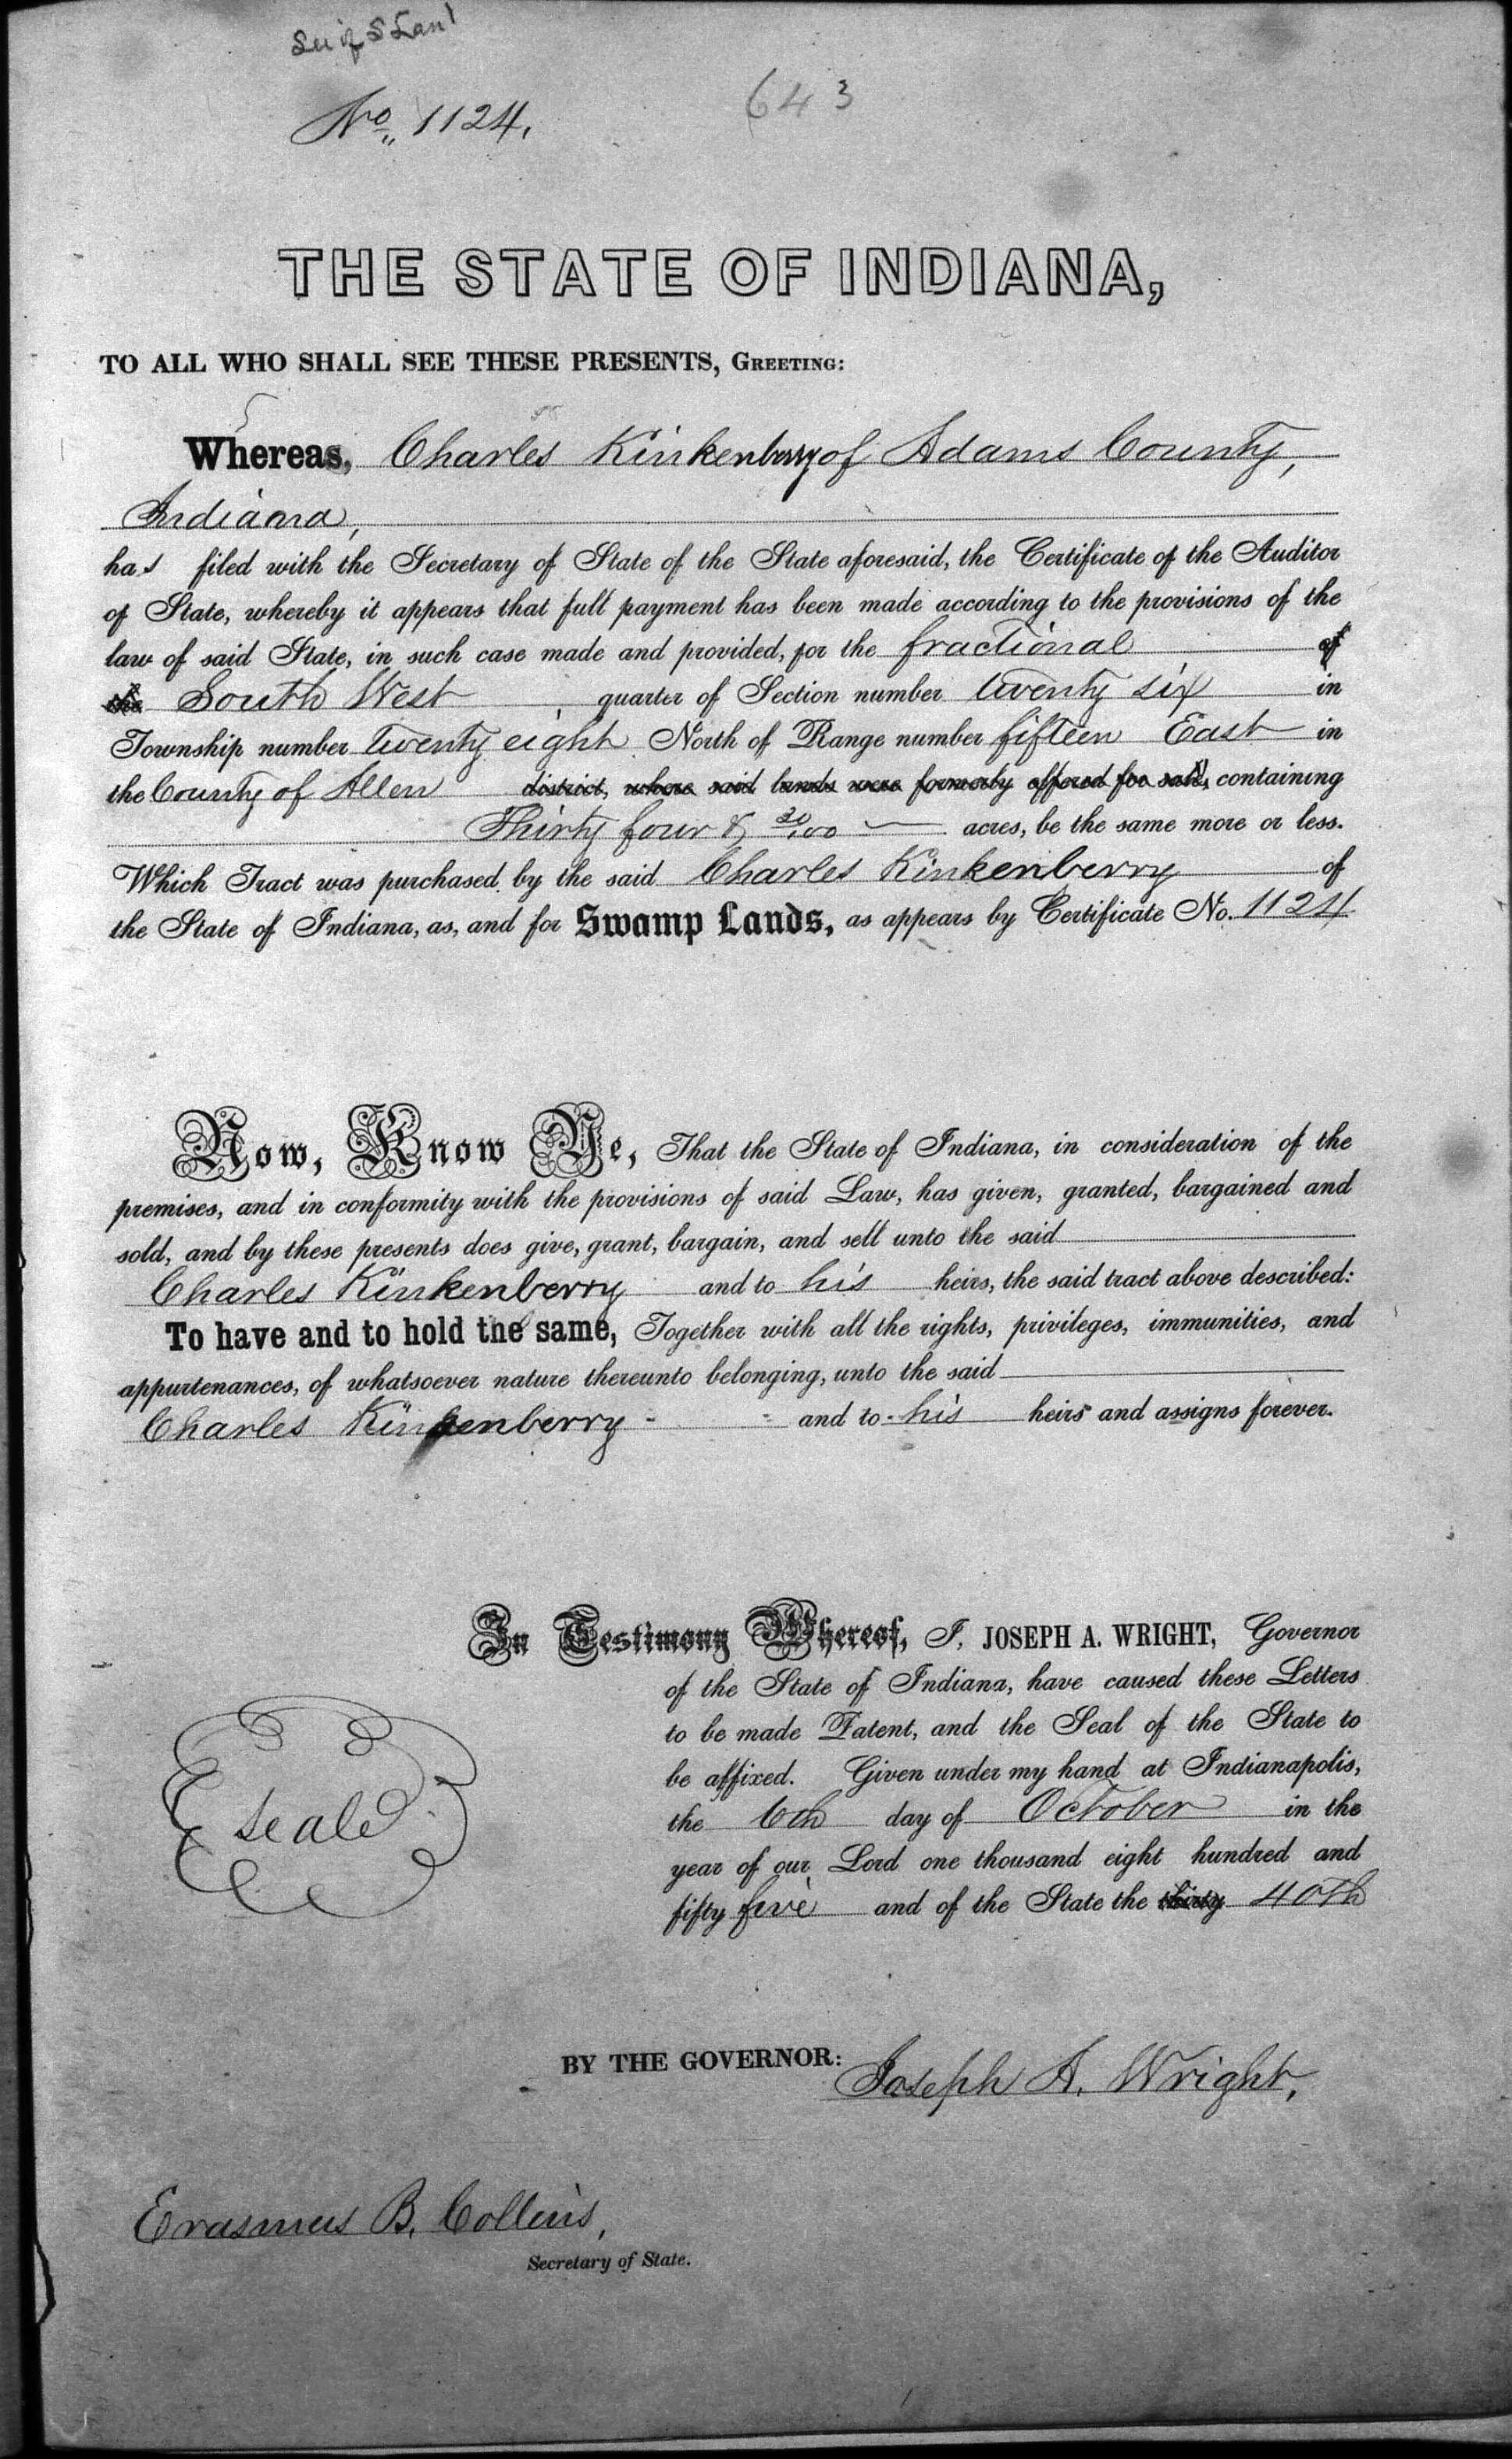 No. 1124.
643
THE STATE OF INDIANA,
TO ALL WHO SHALL SEE THESE PRESENTS, GREETING:
Whereas, Charles Kinkenberry of Adams County,
Indiana,
has filed with the Secretary of State of the State aforesaid, the Certificate of the Auditor
of State, whereby it appears that full payment has been made according to the provisions of the
law of said State, in such case made and provided, for the fractional of
the South West quarter of Section number twenty six in
Township number twenty eight North of Range number fifteen East in
the County of Allen district, where said lands were formerly offered for sale, containing
Thirty four & 20/100 acres, be the same more or less.
Which Tract was purchased by the said Charles Kinkenberry of
the State of Indiana, as, and for Swamp Lands, as appears by Certificate No. 1124
Now, Know Ye, That the State of Indiana, in consideration of the
premises, and in conformity with the provisions of said Law, has given, granted, bargained and
sold, and by these presents does give, grant, bargain, and sell unto the said
Charles Kinkenberry and to his heirs, the said tract above described:
To have and to hold the same, Together with all the rights, privileges, immunities, and
appurtenances, of whatsoever nature thereunto belonging, unto the said
Charles Kinkenberry and to his heirs and assigns forever.
In Testimony Whereof, I, JOSEPH A. WRIGHT, Governor
of the State of Indiana, have caused these Letters
to be made Patent, and the Seal of the State to
be affixed. Given under my hand at Indianapolis,
the 6th day of October in the
year of our Lord one thousand eight hundred and
fifty five and of the State the thirty 40th
seal
BY THE GOVERNOR: Joseph A. Wright,
Erasmus B. Collins,
Secretary of State.